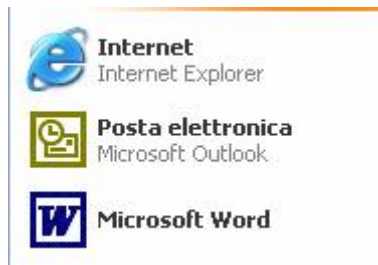 Internet
Internet Explorer
Posta elettronica
Microsoft Outlook
Microsoft Word